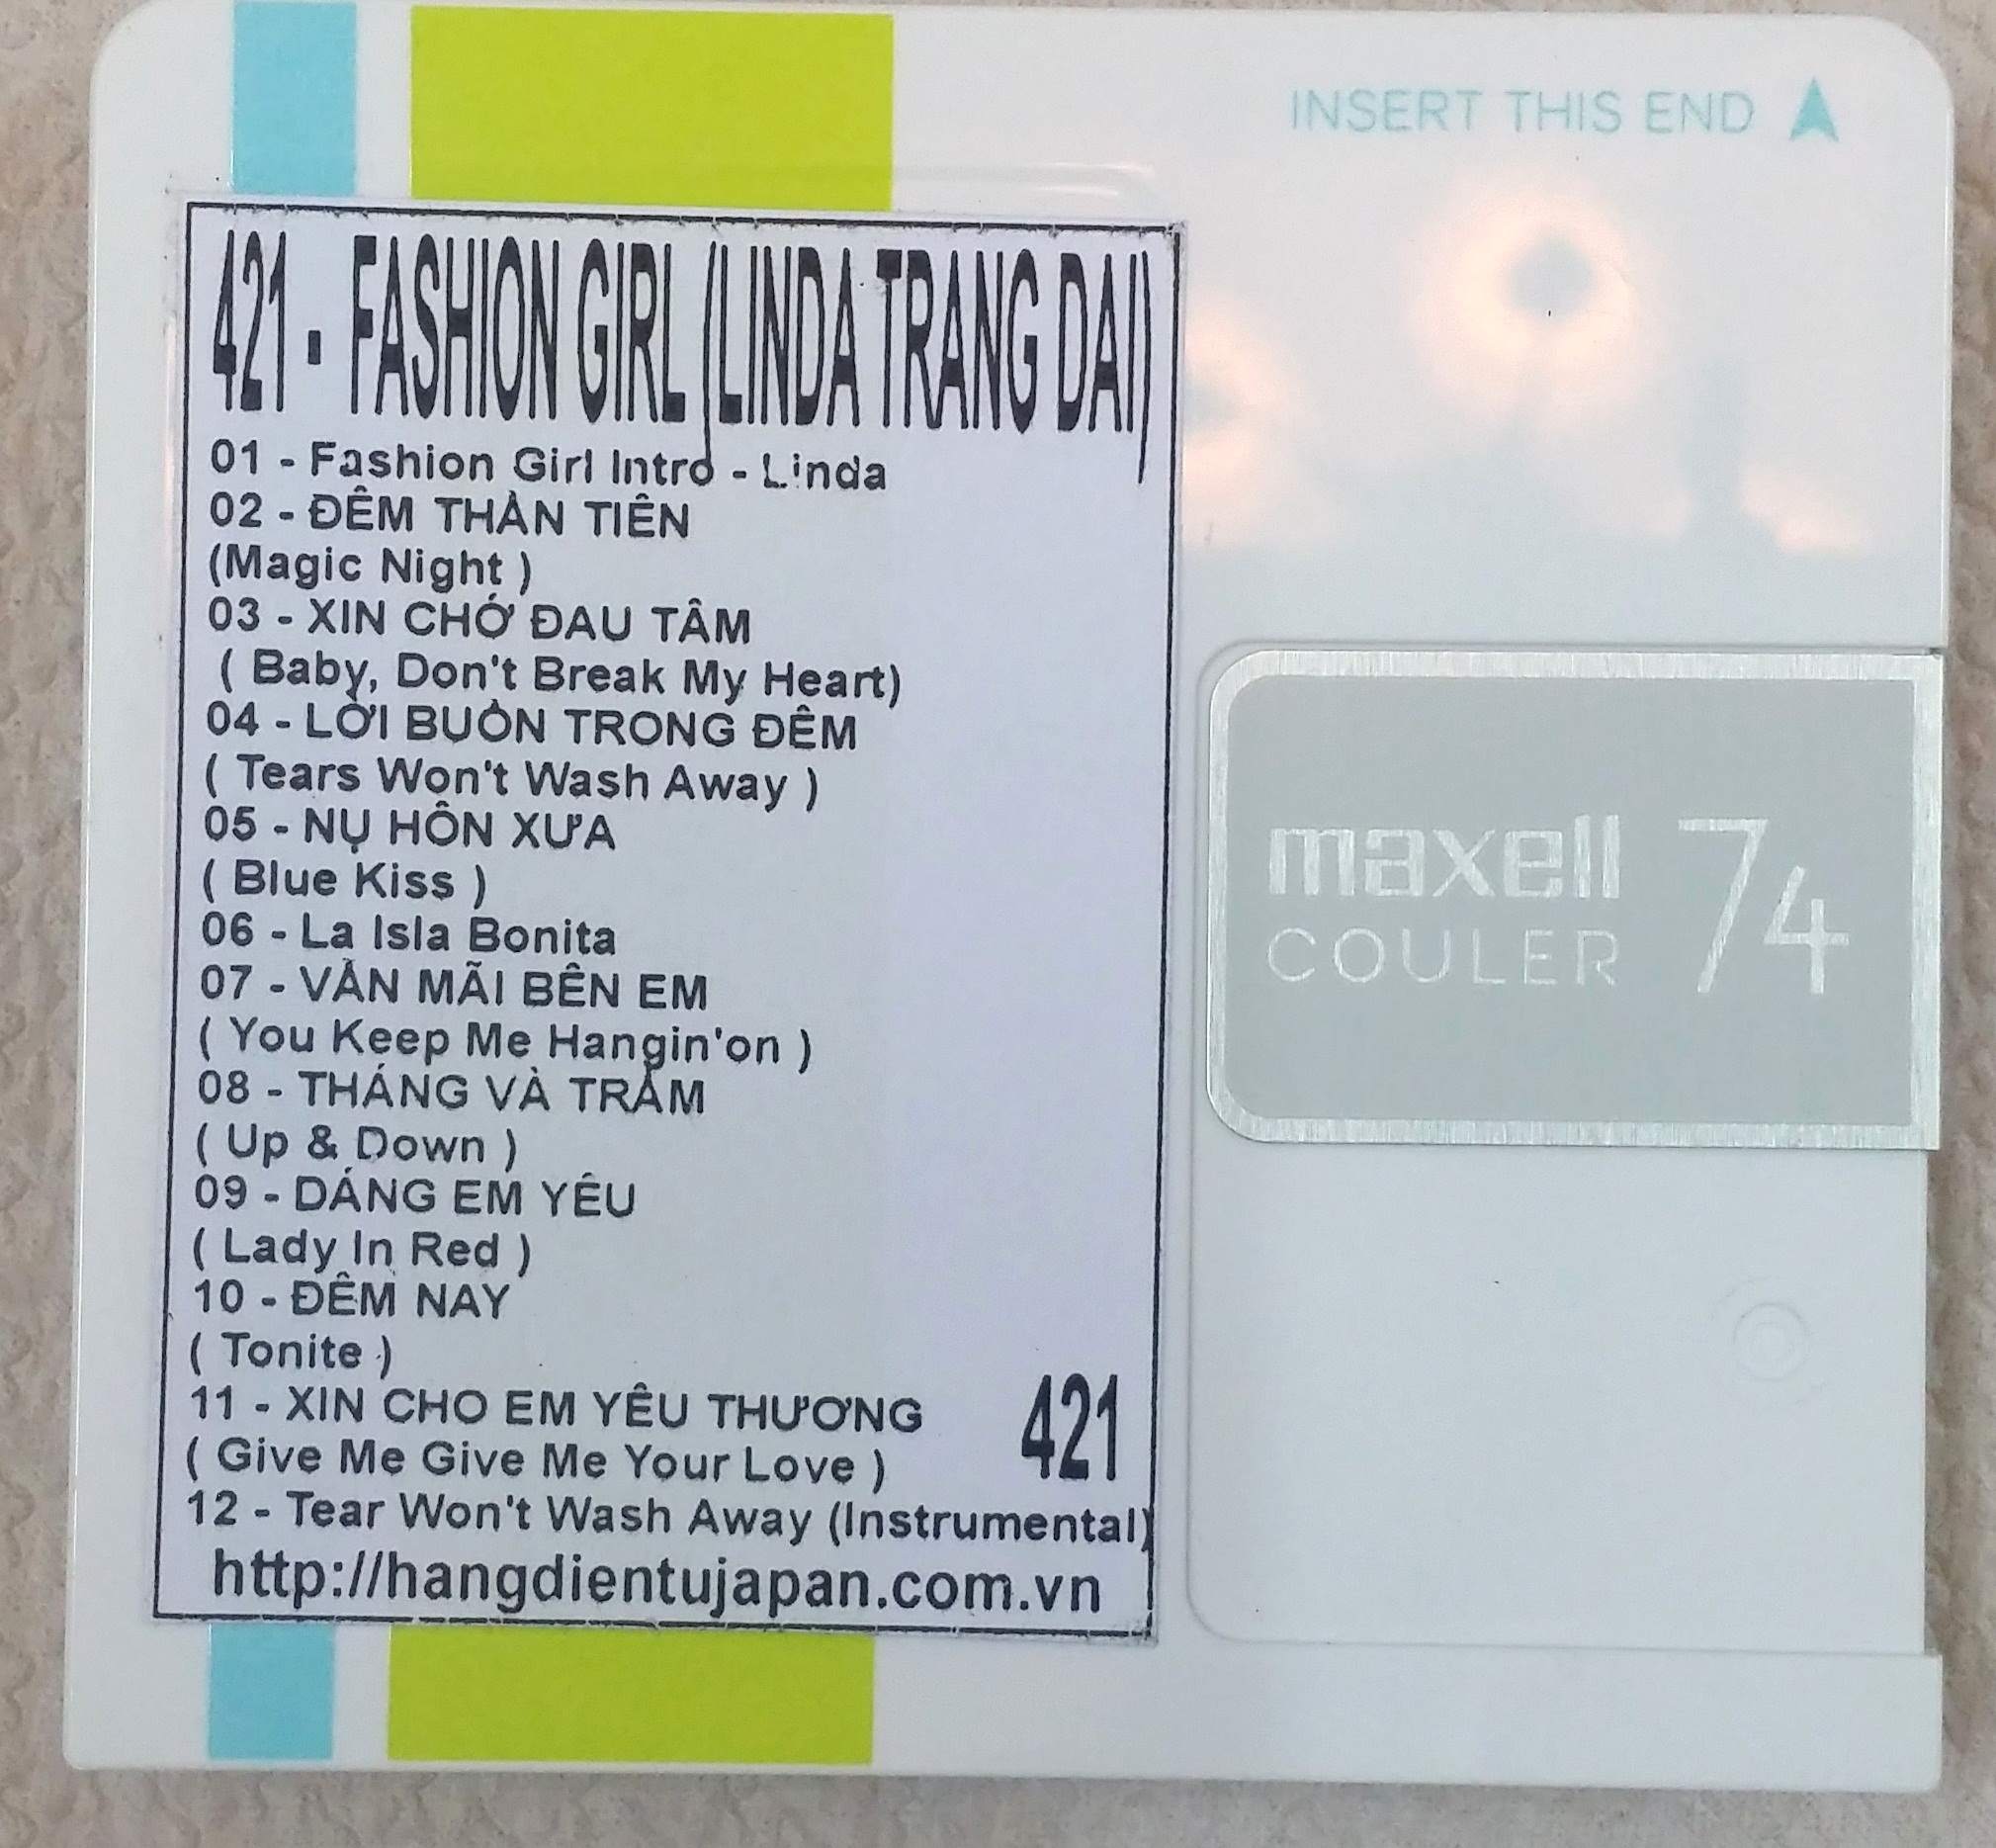 INSERT THIS END
421 - FASHION GIRL (LINDA TRANG DAI)
01 - Fashion Girl Intro - Linda
02 - ĐÊM THẦN TIÊN
(Magic Night )
03 - XIN CHỚ ĐAU TÂM
( Baby, Don't Break My Heart)
04 - LỜI BUỒN TRONG ĐÊM
( Tears Won't Wash Away )
05 - NỤ HÔN XƯA
( Blue Kiss )
06 - La Isla Bonita
07 - VẪN MÃI BÊN EM
( You Keep Me Hangin'on )
08 - THĂNG VÀ TRẦM
( Up & Down )
09 - DÁNG EM YÊU
( Lady In Red )
10 - ĐÊM NAY
( Tonite )
11 - XIN CHO EM YÊU THƯƠNG
( Give Me Give Me Your Love )
421
12 - Tear Won't Wash Away (Instrumental)
http://hangdientujapan.com.vn
maxell 74
COULER